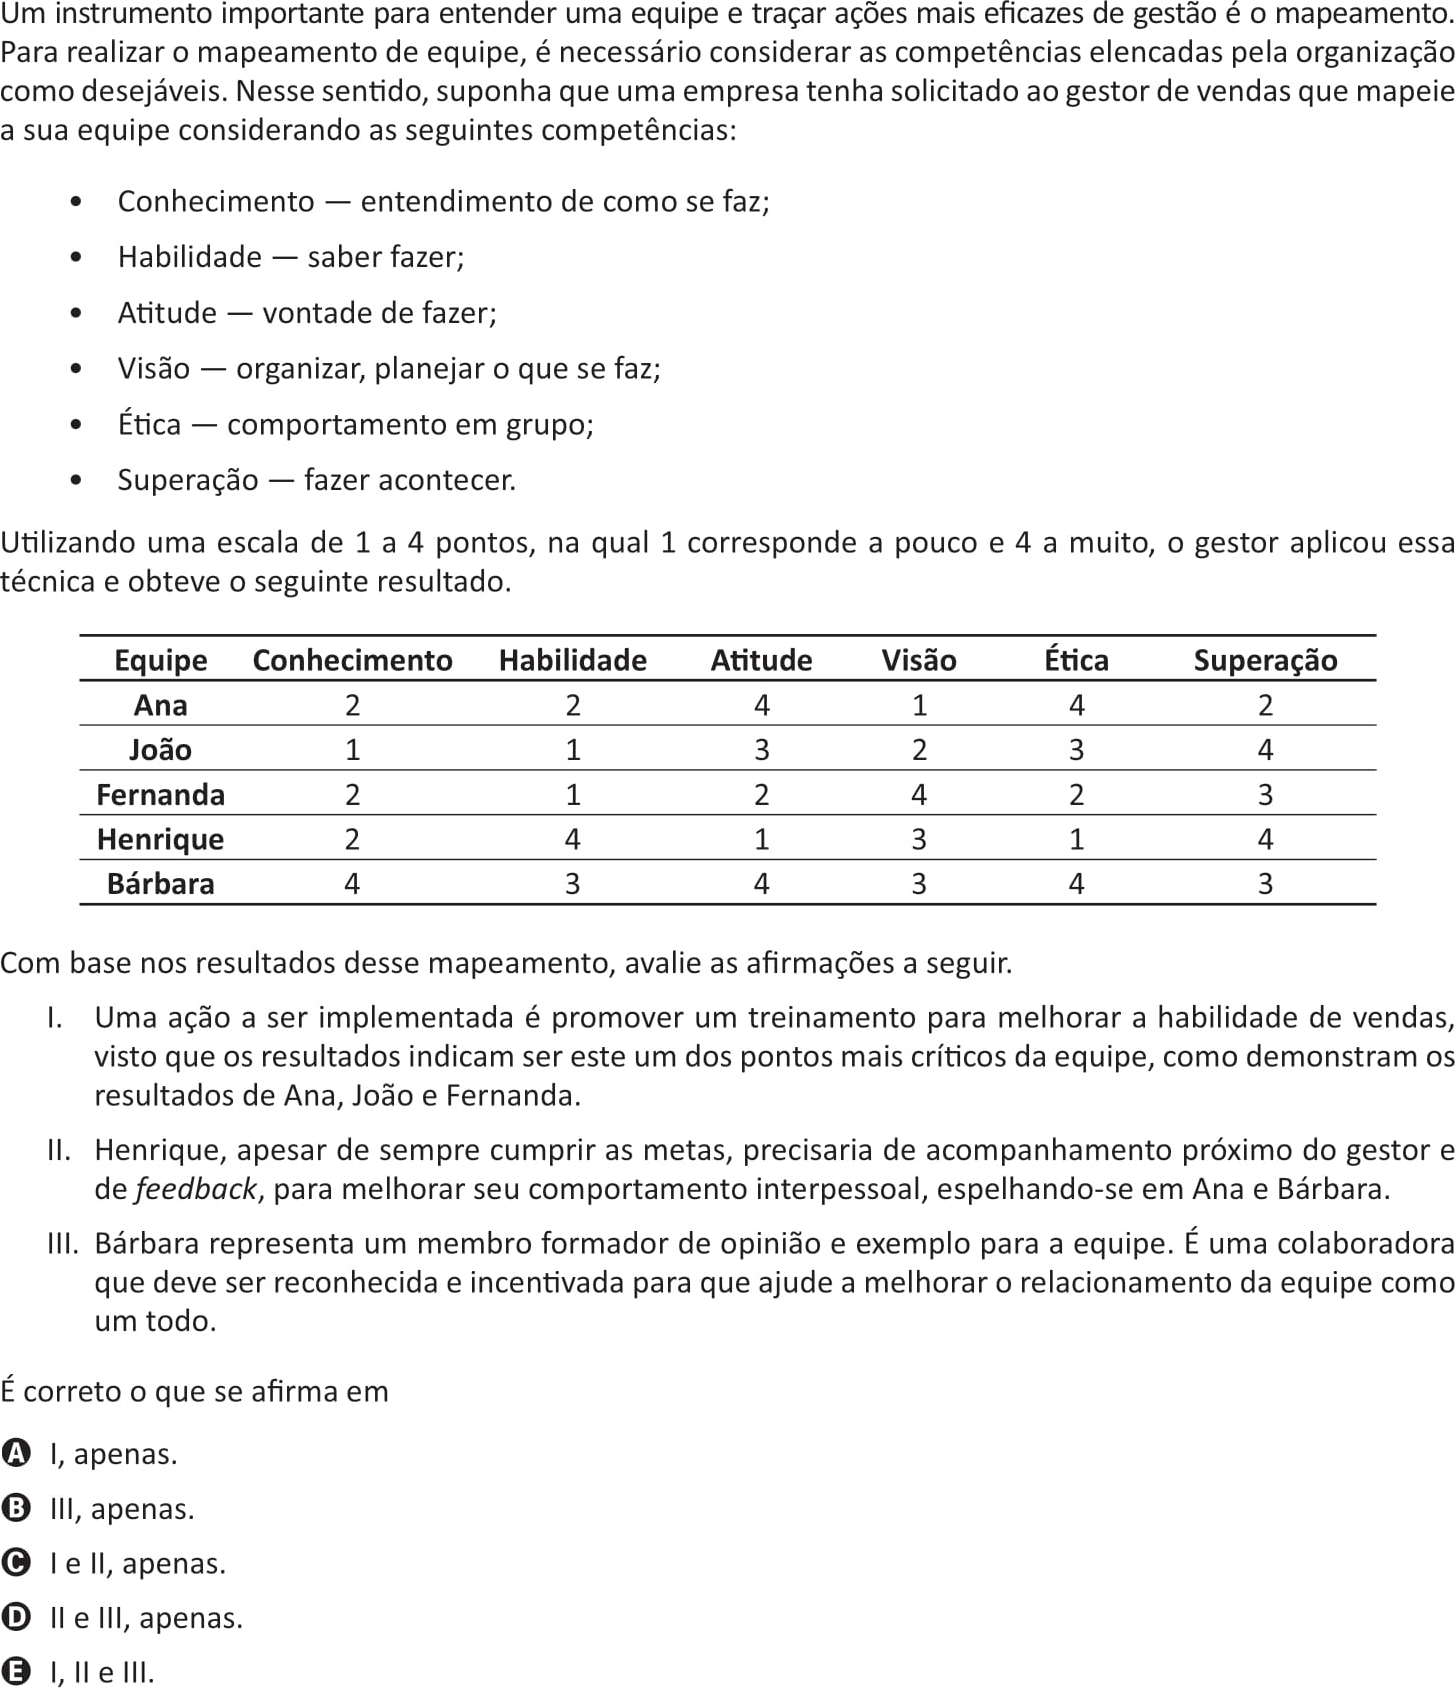 Um instrumento importante para entender uma equipe e traçar ações mais eficazes de gestão é o mapeamento.
Para realizar o mapeamento de equipe, é necessário considerar as competências elencadas pela organização
como desejáveis. Nesse sentido, suponha que uma empresa tenha solicitado ao gestor de vendas que mapeie
a sua equipe considerando as seguintes competências:
• Conhecimento — entendimento de como se faz;
• Habilidade — saber fazer;
• Atitude — vontade de fazer;
• Visão — organizar, planejar o que se faz;
• Ética — comportamento em grupo;
• Superação — fazer acontecer.
Utilizando uma escala de 1 a 4 pontos, na qual 1 corresponde a pouco e 4 a muito, o gestor aplicou essa
técnica e obteve o seguinte resultado.
Equipe Conhecimento Habilidade Atitude Visão Ética Superação
Ana 2 2 4 1 4 2
João 1 1 3 2 3 4
Fernanda 2 1 2 4 2 3
Henrique 2 4 1 3 1 4
Bárbara 4 3 4 3 4 3
Com base nos resultados desse mapeamento, avalie as afirmações a seguir.
I. Uma ação a ser implementada é promover um treinamento para melhorar a habilidade de vendas,
visto que os resultados indicam ser este um dos pontos mais críticos da equipe, como demonstram os
resultados de Ana, João e Fernanda.
II. Henrique, apesar de sempre cumprir as metas, precisaria de acompanhamento próximo do gestor e
de feedback, para melhorar seu comportamento interpessoal, espelhando-se em Ana e Bárbara.
III. Bárbara representa um membro formador de opinião e exemplo para a equipe. É uma colaboradora
que deve ser reconhecida e incentivada para que ajude a melhorar o relacionamento da equipe como
um todo.
É correto o que se afirma em
A I, apenas.
B III, apenas.
C I e II, apenas.
D II e III, apenas.
E I, II e III.